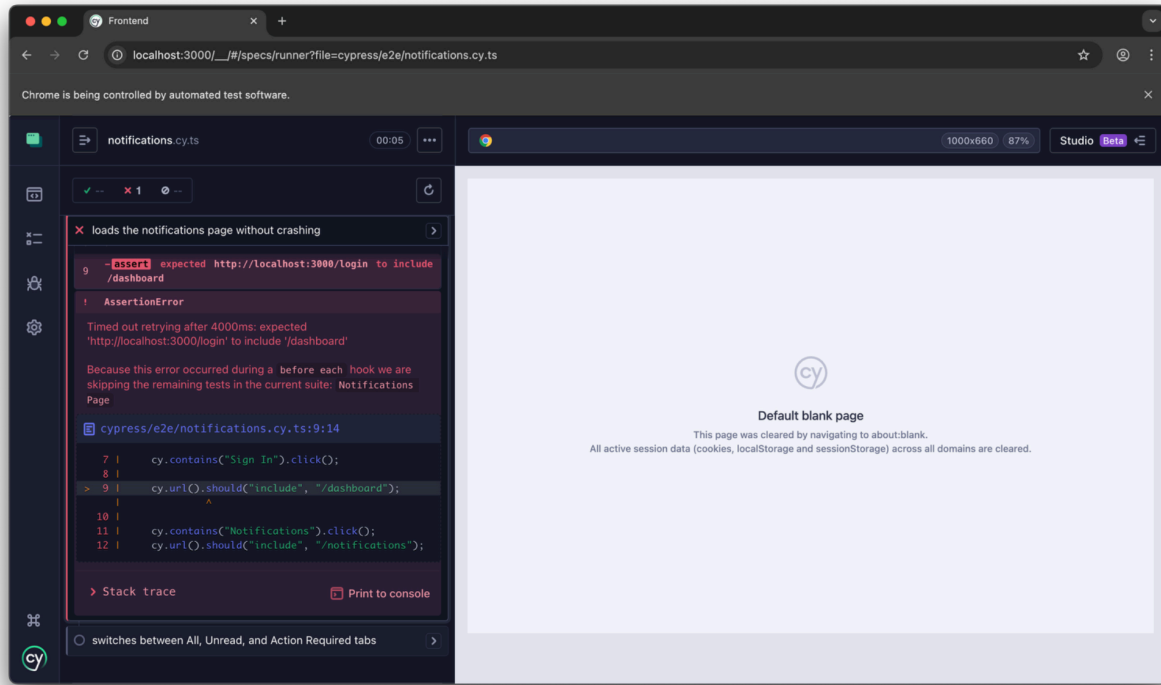 Frontend
localhost:3000/__/#/specs/runner?file=cypress/e2e/notifications.cy.ts
Chrome is being controlled by automated test software.
notifications.cy.ts
00:05
1000x660
87%
Studio Beta
✓ -- ✕ 1 --
loads the notifications page without crashing
9 -assert expected http://localhost:3000/login to include
/dashboard
! AssertionError
Timed out retrying after 4000ms: expected
'http://localhost:3000/login' to include '/dashboard'
Because this error occurred during a before each hook we are
skipping the remaining tests in the current suite: Notifications
Page
cypress/e2e/notifications.cy.ts:9:14
7 | cy.contains("Sign In").click();
8 |
> 9 | cy.url().should("include", "/dashboard");
| ^
10 |
11 | cy.contains("Notifications").click();
12 | cy.url().should("include", "/notifications");
> Stack trace
Print to console
switches between All, Unread, and Action Required tabs
cy
cy
Default blank page
This page was cleared by navigating to about:blank.
All active session data (cookies, localStorage and sessionStorage) across all domains are cleared.